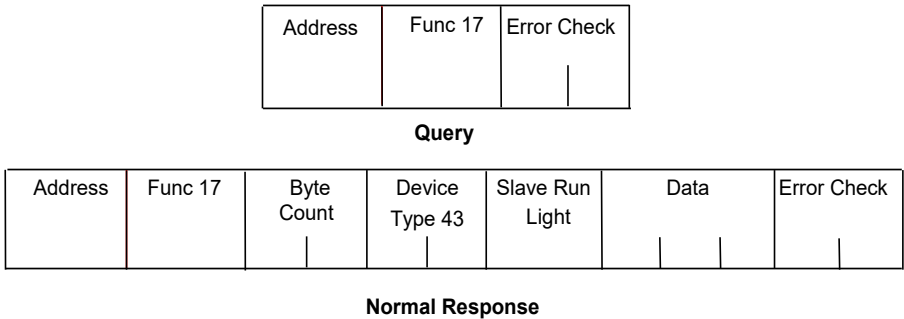 Address Func 17 Error Check
Query
Address Func 17 Byte Device Slave Run Data Error Check
Count Type 43 Light
Normal Response